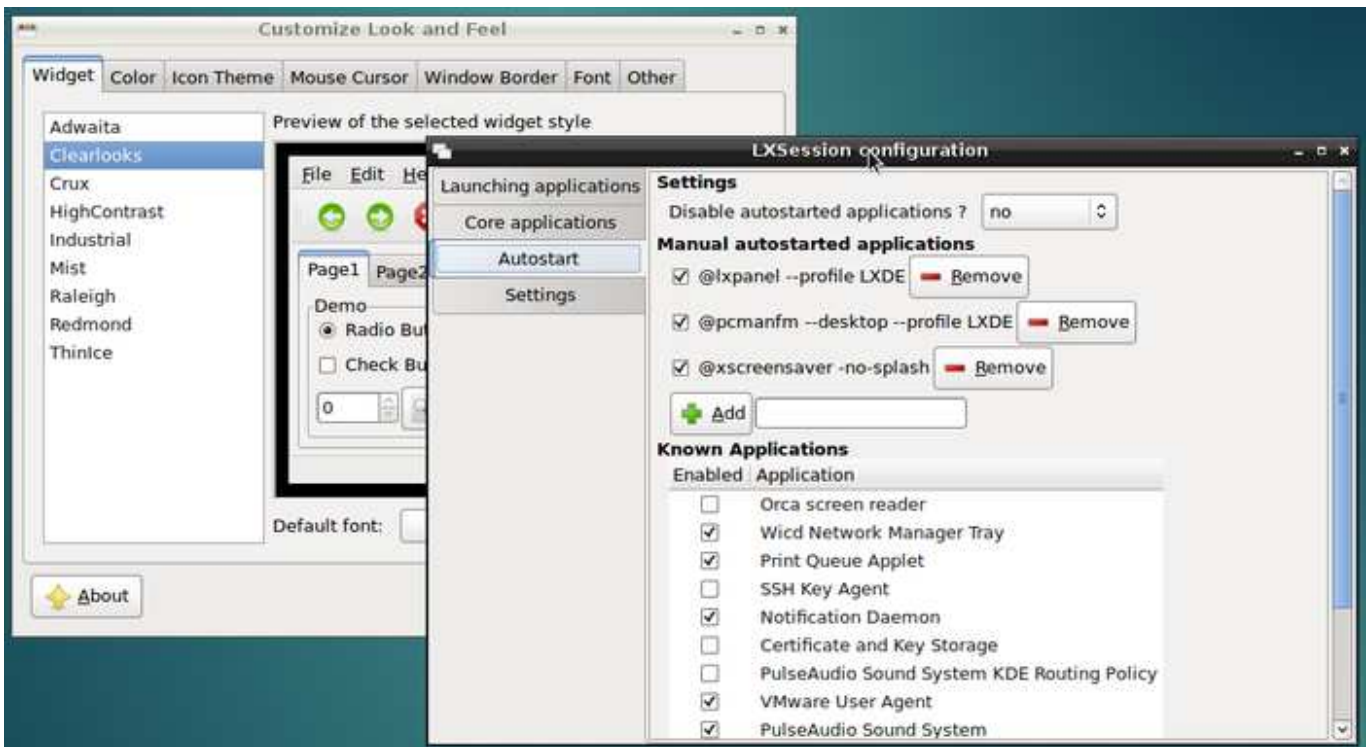 Customize Look and Feel
Widget Color Icon Theme Mouse Cursor Window Border Font Other
Adwaita
Clearlooks
Crux
HighContrast
Industrial
Mist
Raleigh
Redmond
ThinIce
Preview of the selected widget style
File Edit
Page1
Demo
Radio
Check
0
Default font:
About
LXSession configuration
Launching applications
Core applications
Autostart
Settings
Settings
Disable autostarted applications ? no
Manual autostarted applications
@lxpanel --profile LXDE Remove
@pcmanfm --desktop --profile LXDE Remove
@xscreensaver -no-splash Remove
Add
Known Applications
Enabled Application
Orca screen reader
Wicd Network Manager Tray
Print Queue Applet
SSH Key Agent
Notification Daemon
Certificate and Key Storage
PulseAudio Sound System KDE Routing Policy
VMware User Agent
PulseAudio Sound System